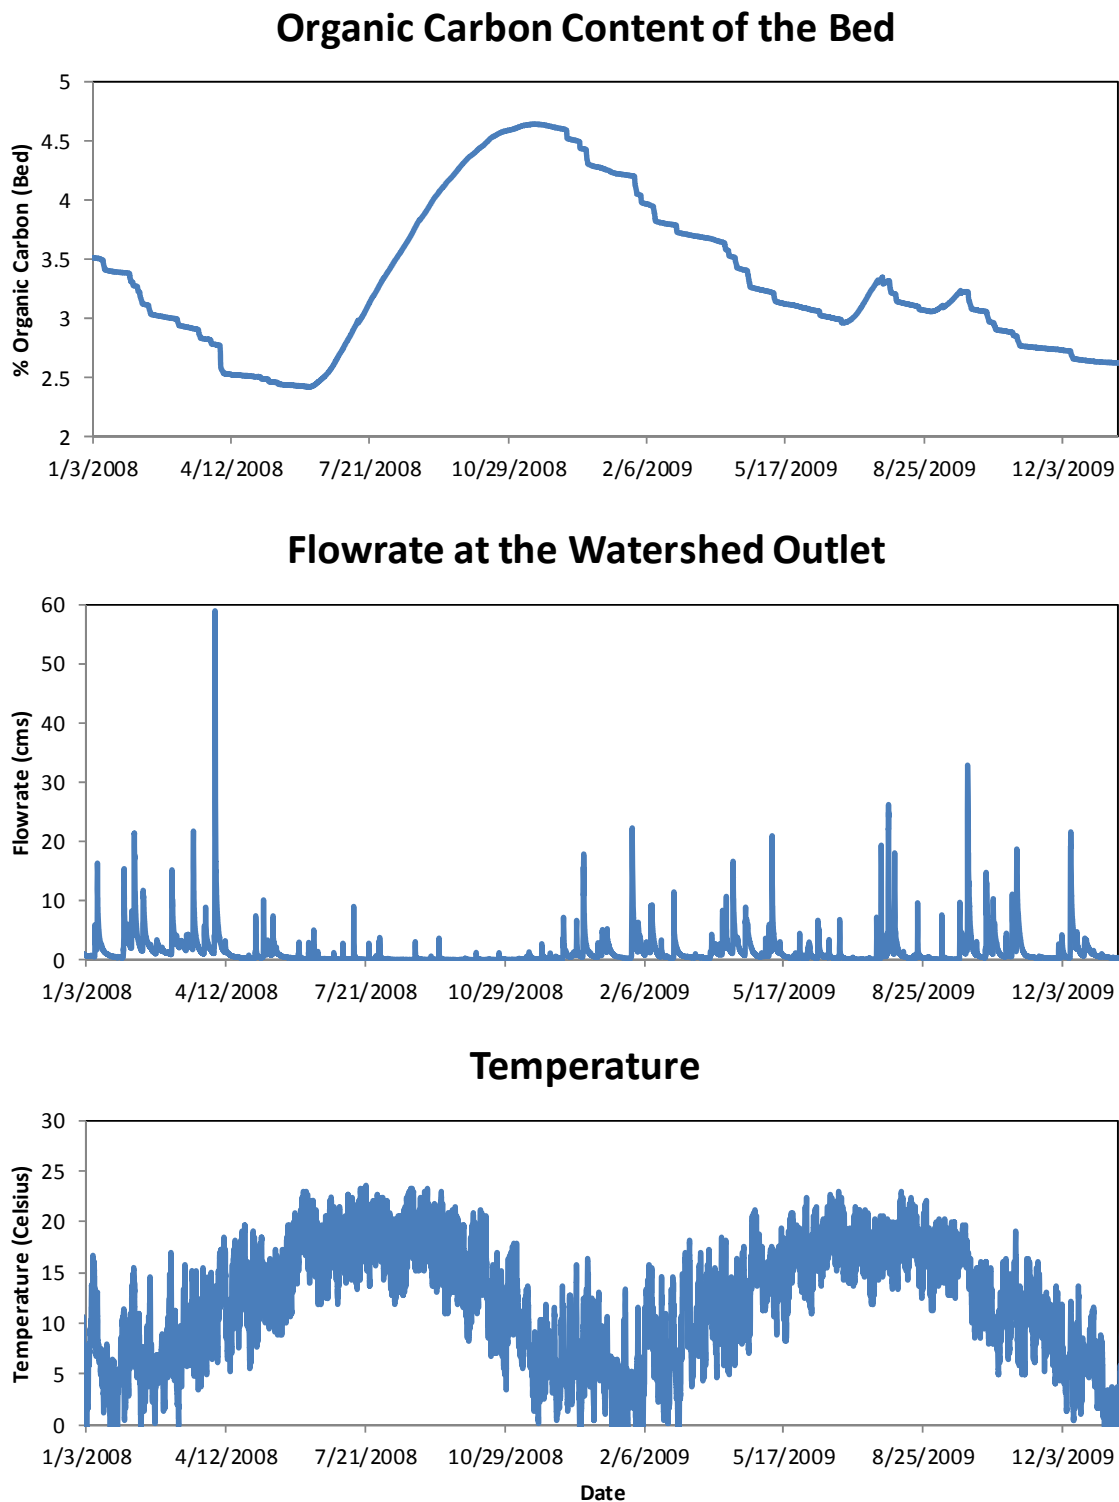 Organic Carbon Content of the Bed
% Organic Carbon (Bed)
5
4.5
4
3.5
3
2.5
2
1/3/2008 4/12/2008 7/21/2008 10/29/2008 2/6/2009 5/17/2009 8/25/2009 12/3/2009
Flowrate at the Watershed Outlet
Flowrate (cms)
60
50
40
30
20
10
0
1/3/2008 4/12/2008 7/21/2008 10/29/2008 2/6/2009 5/17/2009 8/25/2009 12/3/2009
Temperature
Temperature (Celsius)
30
25
20
15
10
5
0
1/3/2008 4/12/2008 7/21/2008 10/29/2008 2/6/2009 5/17/2009 8/25/2009 12/3/2009
Date